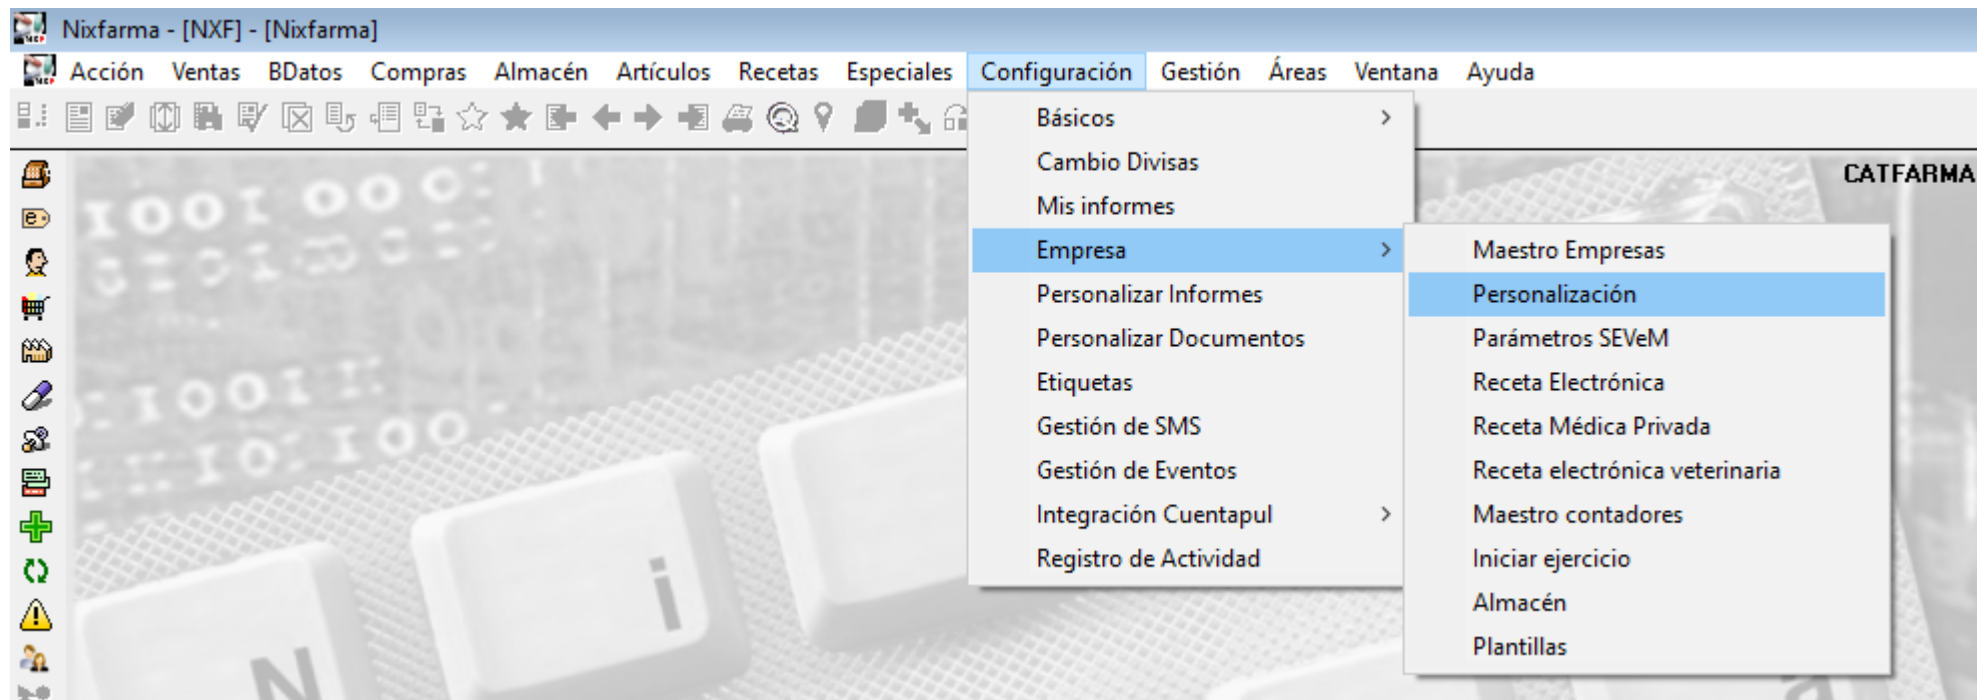 Nixfarma - [NXF] - [Nixfarma]
Acción Ventas BDatos Compras Almacén Artículos Recetas Especiales Configuración Gestión Áreas Ventana Ayuda
Básicos
Cambio Divisas
Mis informes
Empresa
Personalizar Informes
Personalizar Documentos
Etiquetas
Gestión de SMS
Gestión de Eventos
Integración Cuentapul
Registro de Actividad
CATFARMA
Maestro Empresas
Personalización
Parámetros SEVeM
Receta Electrónica
Receta Médica Privada
Receta electrónica veterinaria
Maestro contadores
Iniciar ejercicio
Almacén
Plantillas
N i